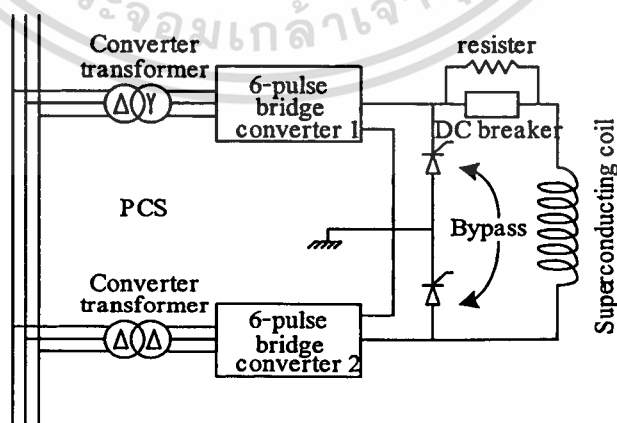 Converter
transformer
6-pulse
bridge
converter 1
resister
DC breaker
Δ Y
PCS
Bypass
Superconducting coil
Converter
transformer
6-pulse
bridge
converter 2
Δ Δ